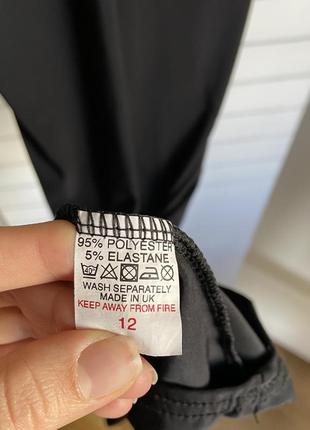 95% POLYESTER
5% ELASTANE
WASH SEPARATELY
MADE IN UK
KEEP AWAY FROM FIRE
12